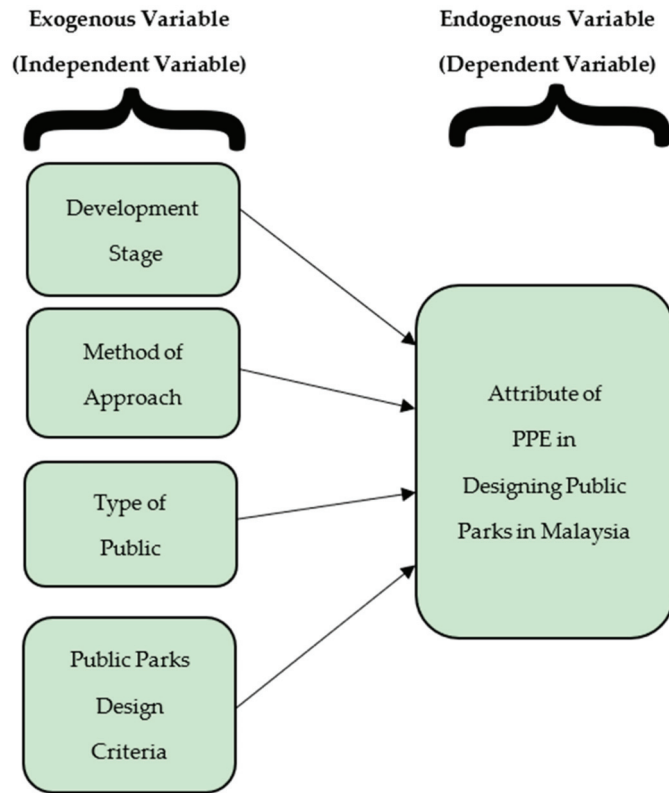 Exogenous Variable
(Independent Variable)
Endogenous Variable
(Dependent Variable)
Development
Stage
Method of
Approach
Type of
Public
Public Parks
Design
Criteria
Attribute of
PPE in
Designing Public
Parks in Malaysia